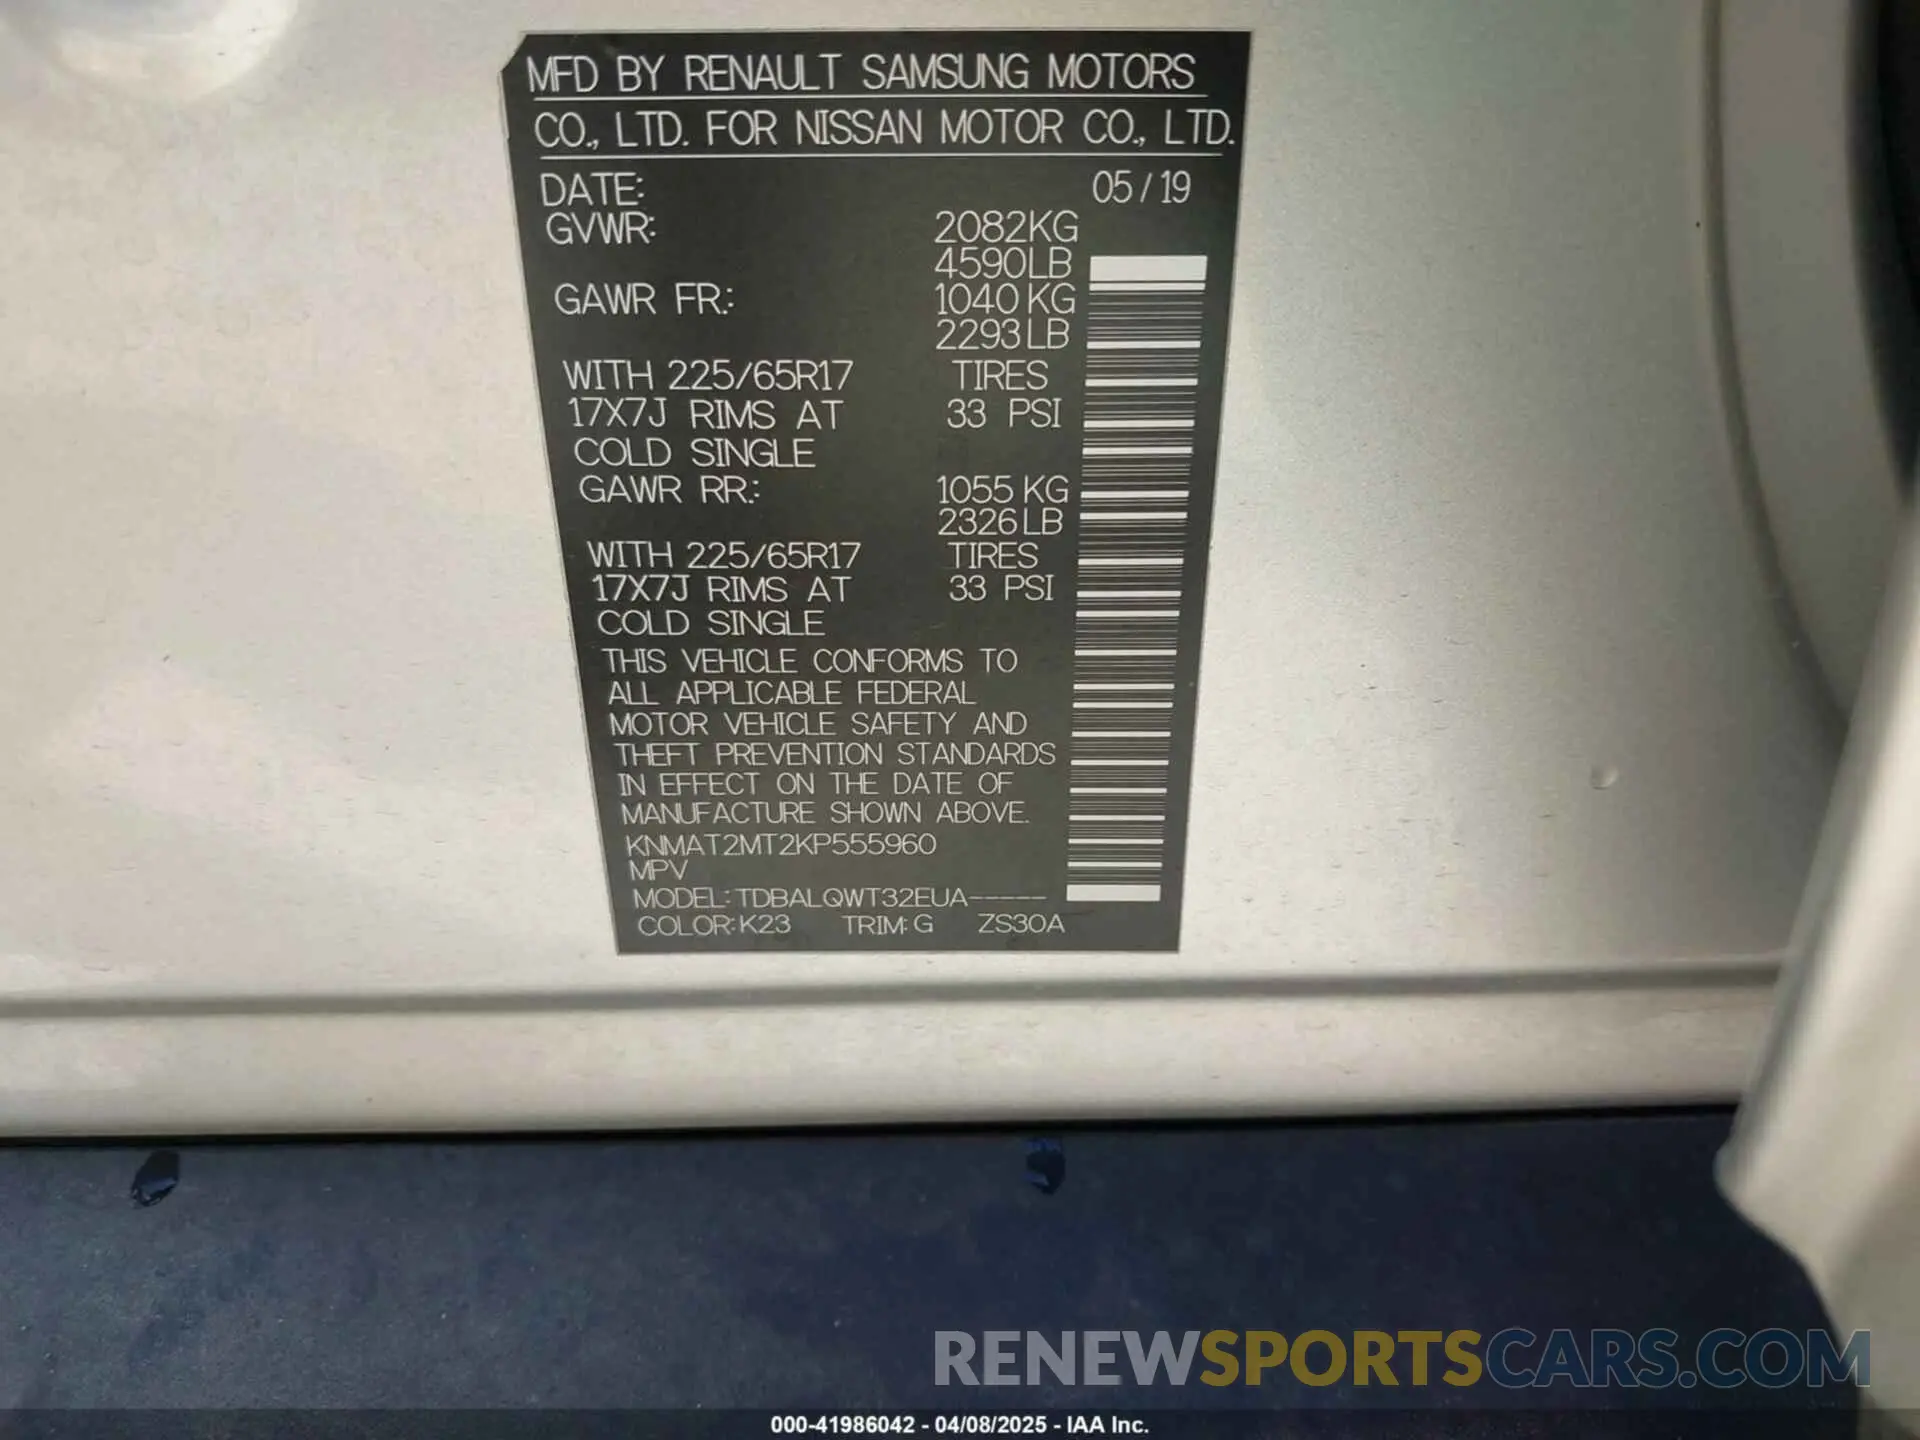 MFD BY RENAULT SAMSUNG MOTORS
CO., LTD. FOR NISSAN MOTOR CO., LTD.
DATE: 05 / 19
GVWR: 2082KG
4590LB
GAWR FR.: 1040 KG
2293LB
WITH 225/65R17 TIRES
17X7J RIMS AT 33 PSI
COLD SINGLE
GAWR RR.: 1055 KG
2326LB
WITH 225/65R17 TIRES
17X7J RIMS AT 33 PSI
COLD SINGLE
THIS VEHICLE CONFORMS TO
ALL APPLICABLE FEDERAL
MOTOR VEHICLE SAFETY AND
THEFT PREVENTION STANDARDS
IN EFFECT ON THE DATE OF
MANUFACTURE SHOWN ABOVE.
KNMAT2MT2KP555960
MPV
MODEL: TDBALQWT32EUA-----
COLOR: K23 TRIM: G ZS30A
RENEWSPORTSCARS.COM
000-41986042 - 04/08/2025 - IAA Inc.